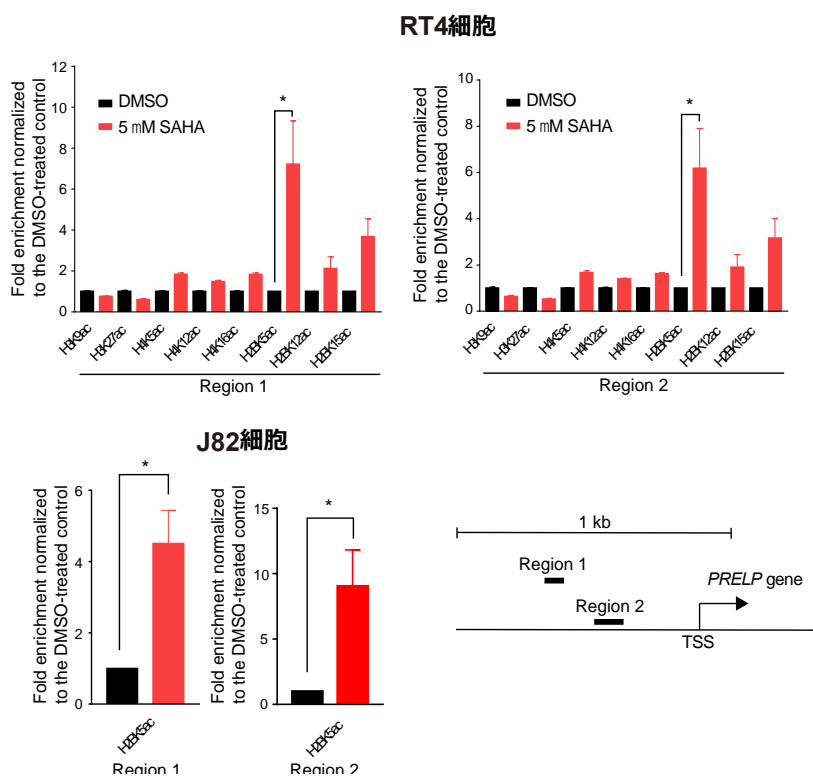 RT4細胞
Fold enrichment normalized
to the DMSO-treated control
12
10
8
6
4
2
0
DMSO
5 mM SAHA
*
H3K9ac
H3K27ac
H4K5ac
H4K12ac
H4K16ac
H2BK5ac
H2BK12ac
H2BK15ac
Region 1
Fold enrichment normalized
to the DMSO-treated control
10
8
6
4
2
0
DMSO
5 mM SAHA
*
H3K9ac
H3K27ac
H4K5ac
H4K12ac
H4K16ac
H2BK5ac
H2BK12ac
H2BK15ac
Region 2
J82細胞
Fold enrichment normalized
to the DMSO-treated control
6
4
2
0
*
H2BK5ac
Region 1
Fold enrichment normalized
to the DMSO-treated control
15
10
5
0
*
H2BK5ac
Region 2
1 kb
Region 1
Region 2
PRELP gene
TSS